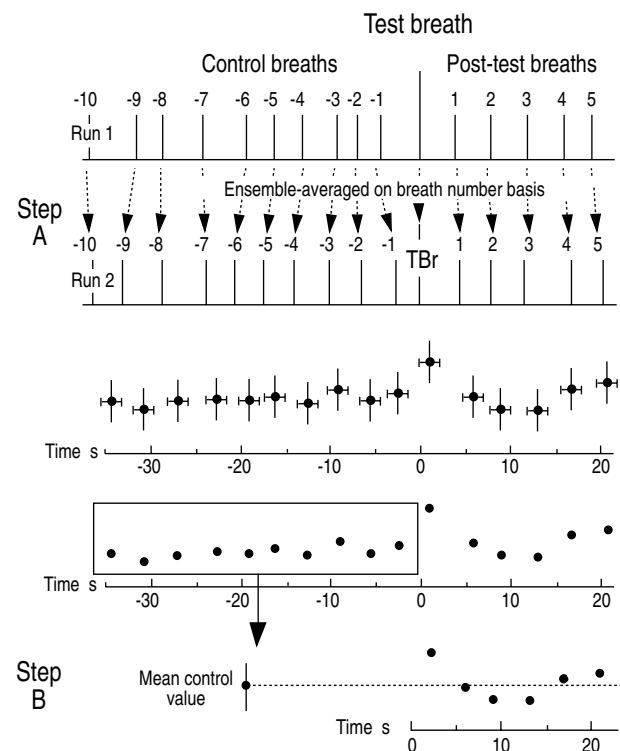 Test breath
Control breaths Post-test breaths
-10 -9 -8 -7 -6 -5 -4 -3 -2 -1 1 2 3 4 5
Run 1
Ensemble-averaged on breath number basis
Step
A
-10 -9 -8 -7 -6 -5 -4 -3 -2 -1 TBr 1 2 3 4 5
Run 2
Time s -30 -20 -10 0 10 20
Time s -30 -20 -10 0 10 20
Step
B
Mean control
value
Time s 0 10 20